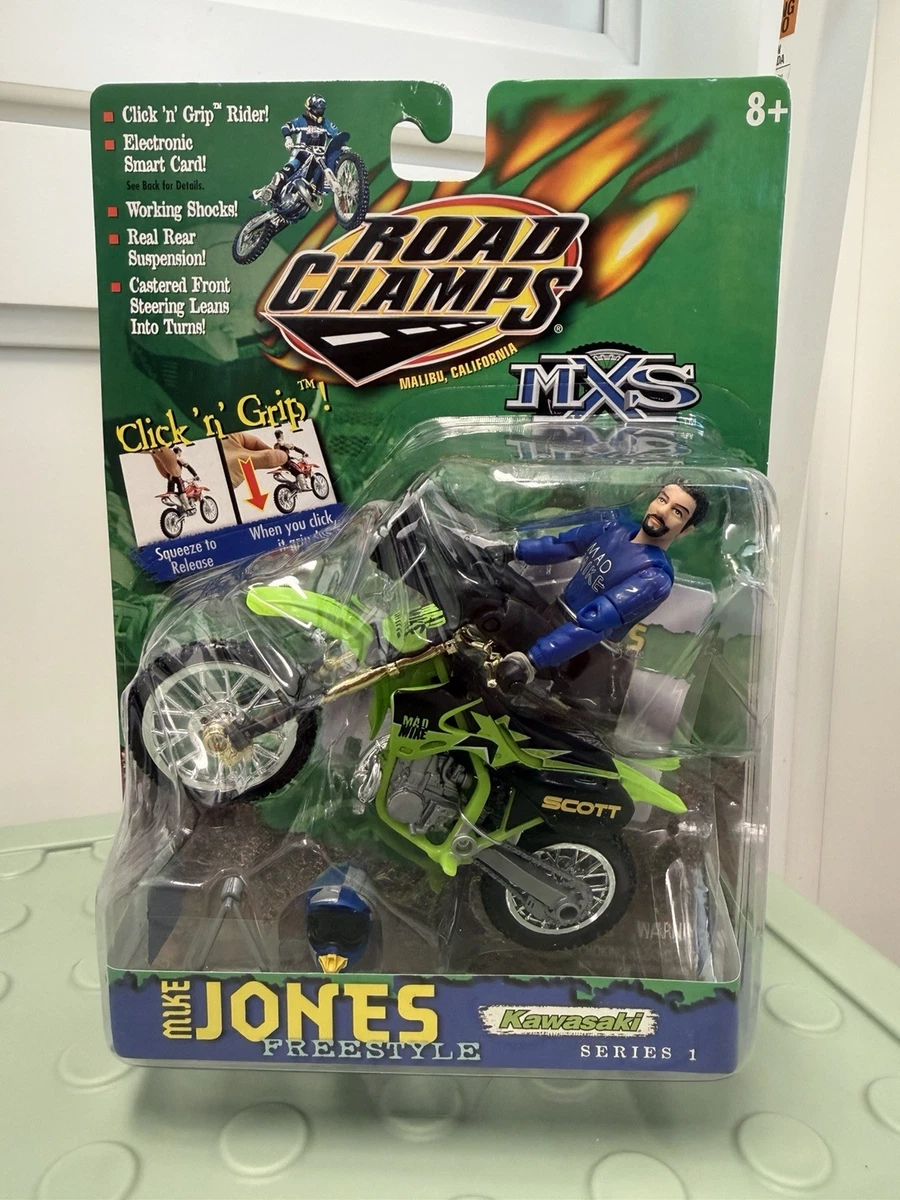 8+
Click 'n' Grip™ Rider!
Electronic
Smart Card!
See Back for Details.
Working Shocks!
Real Rear
Suspension!
Castered Front
Steering Leans
Into Turns!
ROAD
CHAMPS®
MALIBU, CALIFORNIA
MXS
Click 'n' Grip™!
Squeeze to
Release
When you click,
MAD
MIKE
MAD
MIKE
SCOTT
MIKE
JONES
FREESTYLE
Kawasaki
SERIES 1